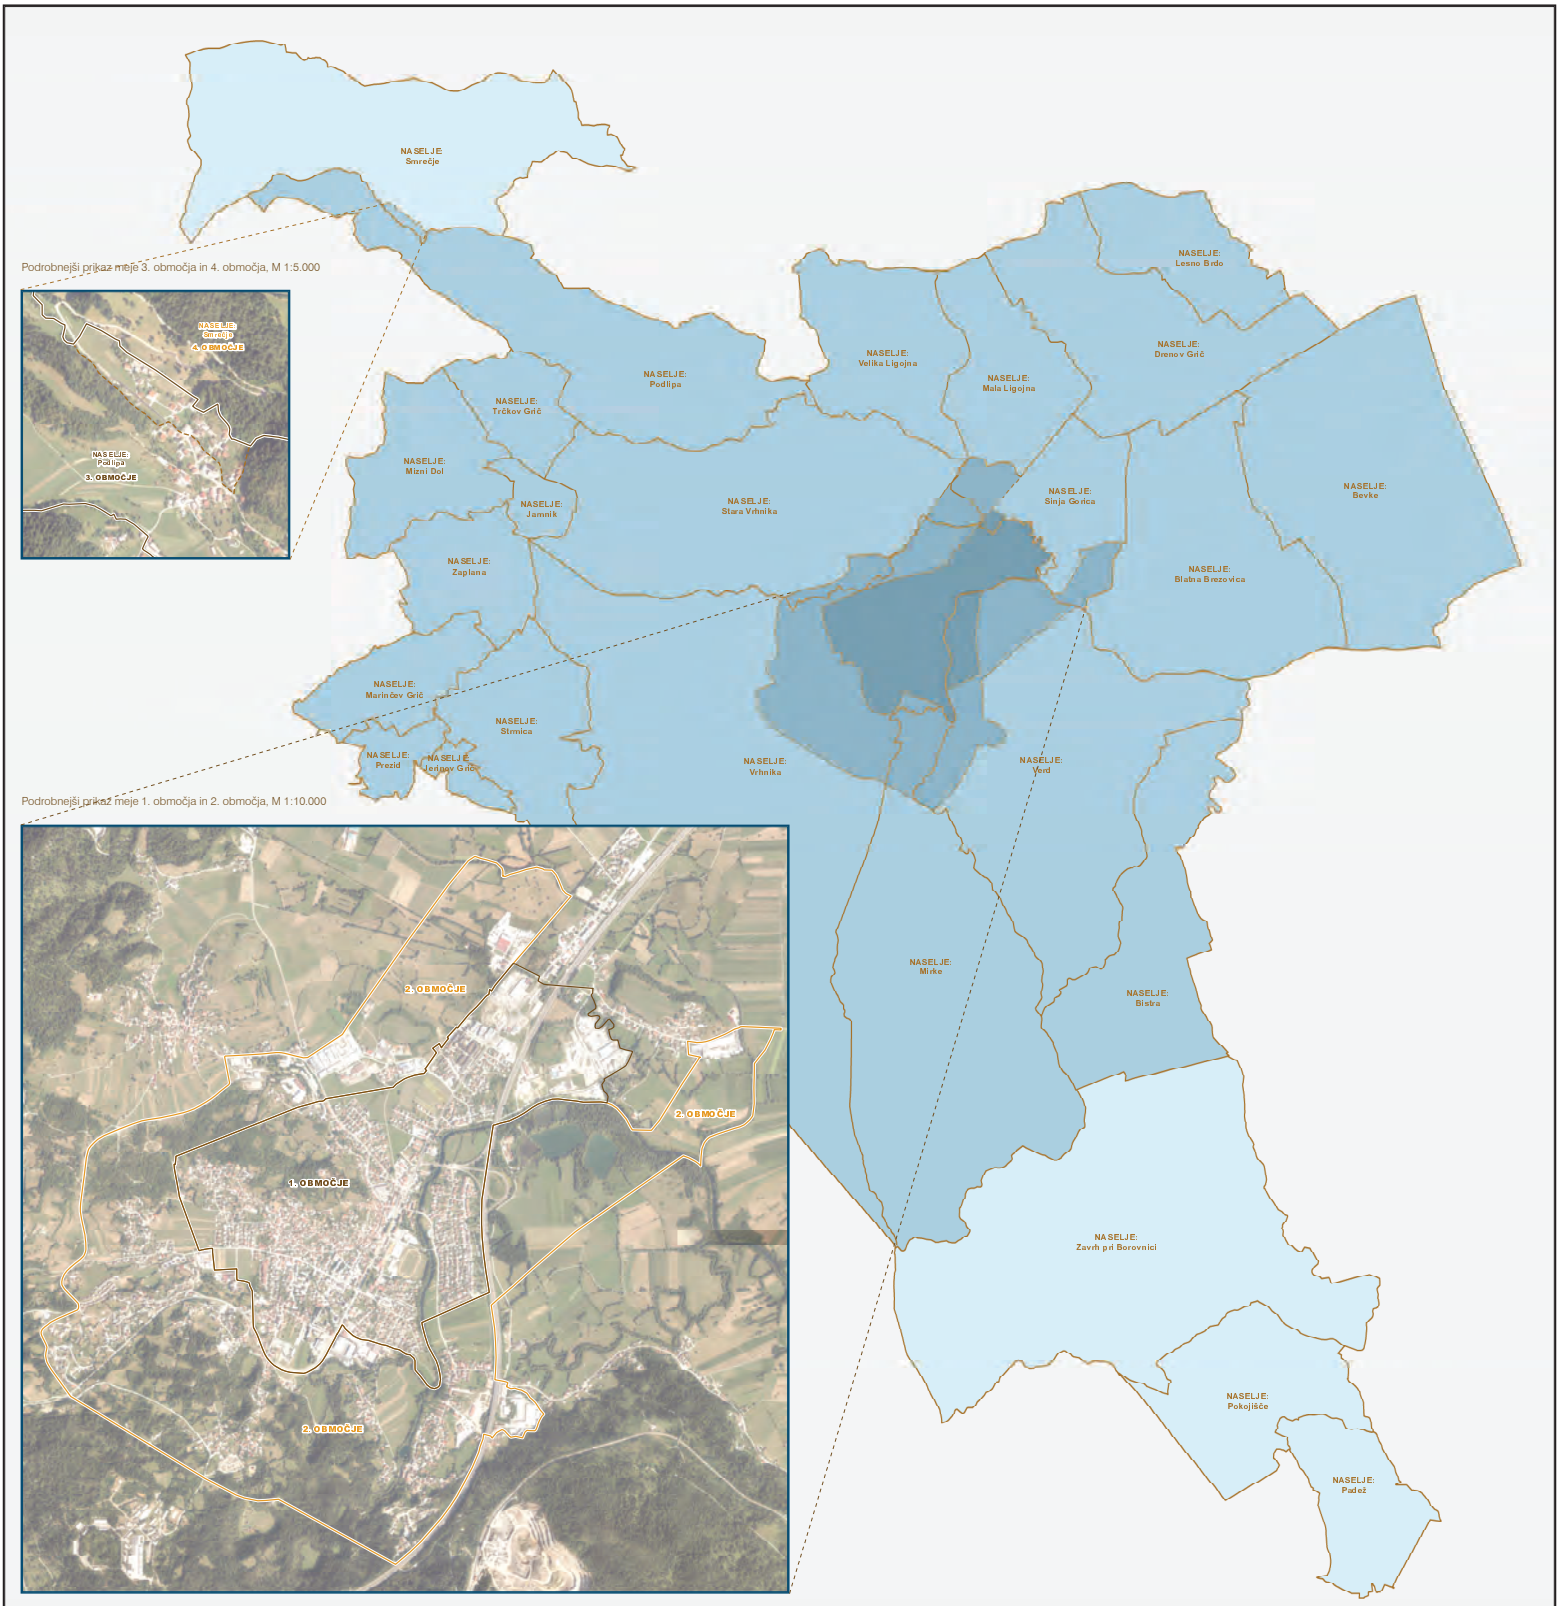 NASELJE:
Smrečje
NASELJE:
Lesno Brdo
Podrobnejši prikaz meje 3. območja in 4. območja, M 1:5.000
NASELJE:
Smrečje
4. OBMOČJE
NASELJE:
Podlipa
3. OBMOČJE
NASELJE:
Drenov Grič
NASELJE:
Velika Ligojna
NASELJE:
Podlipa
NASELJE:
Mala Ligojna
NASELJE:
Trčkov Grič
NASELJE:
Mizni Dol
NASELJE:
Bevke
NASELJE:
Sinja Gorica
NASELJE:
Stara Vrhnika
NASELJE:
Jamnik
NASELJE:
Zaplana
NASELJE:
Blatna Brezovica
NASELJE:
Marinčev Grič
NASELJE:
Strmica
NASELJE:
Prezid
NASELJE:
Jerinov Grič
NASELJE:
Vrhnika
NASELJE:
Verd
Podrobnejši prikaz meje 1. območja in 2. območja, M 1:10.000
2. OBMOČJE
2. OBMOČJE
1. OBMOČJE
2. OBMOČJE
NASELJE:
Mirke
NASELJE:
Bistra
NASELJE:
Zavrh pri Borovnici
NASELJE:
Pokojišče
NASELJE:
Padež